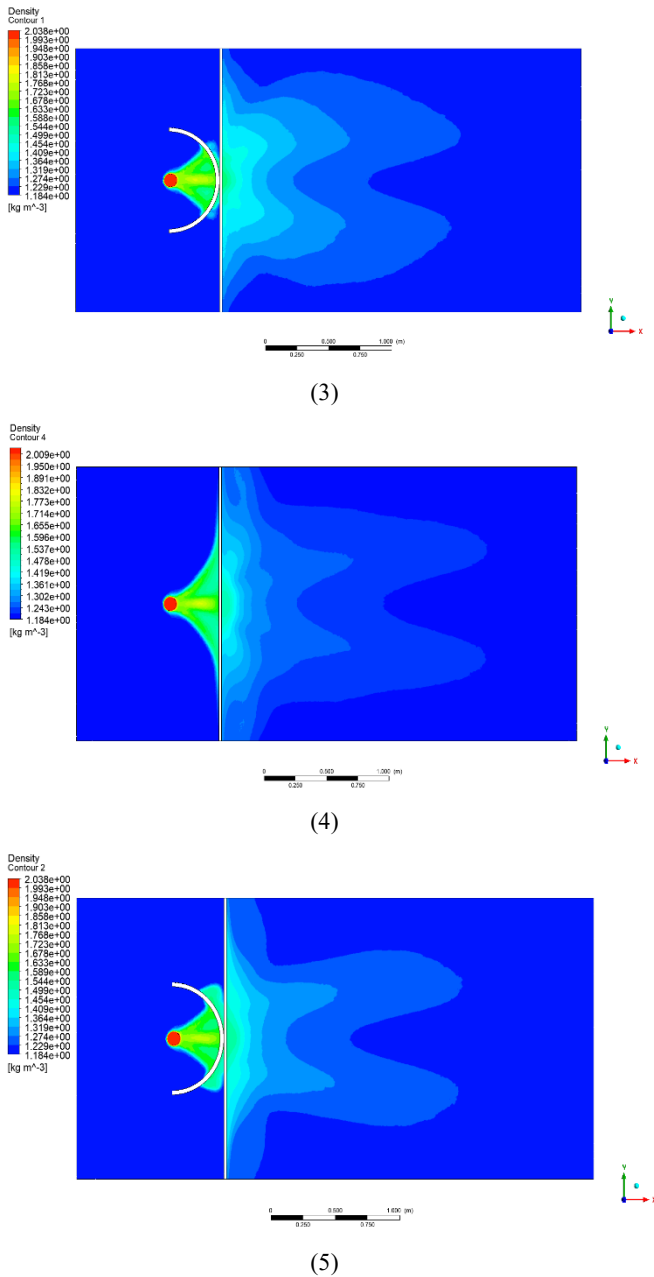 Density
Contour 1
2.038e+00
1.993e+00
1.948e+00
1.903e+00
1.858e+00
1.813e+00
1.768e+00
1.723e+00
1.678e+00
1.633e+00
1.588e+00
1.544e+00
1.499e+00
1.454e+00
1.409e+00
1.364e+00
1.319e+00
1.274e+00
1.229e+00
1.184e+00
[kg m^-3]
Y
X
0 0.500 1.000 (m)
0.250 0.750
(3)
Density
Contour 4
2.009e+00
1.950e+00
1.891e+00
1.832e+00
1.773e+00
1.714e+00
1.655e+00
1.596e+00
1.537e+00
1.478e+00
1.419e+00
1.361e+00
1.302e+00
1.243e+00
1.184e+00
[kg m^-3]
Y
X
0 0.500 1.000 (m)
0.250 0.750
(4)
Density
Contour 2
2.038e+00
1.993e+00
1.948e+00
1.903e+00
1.858e+00
1.813e+00
1.768e+00
1.723e+00
1.678e+00
1.633e+00
1.589e+00
1.544e+00
1.499e+00
1.454e+00
1.409e+00
1.364e+00
1.319e+00
1.274e+00
1.229e+00
1.184e+00
[kg m^-3]
Y
0 0.500 1.000 (m)
0.250 0.750
(5)